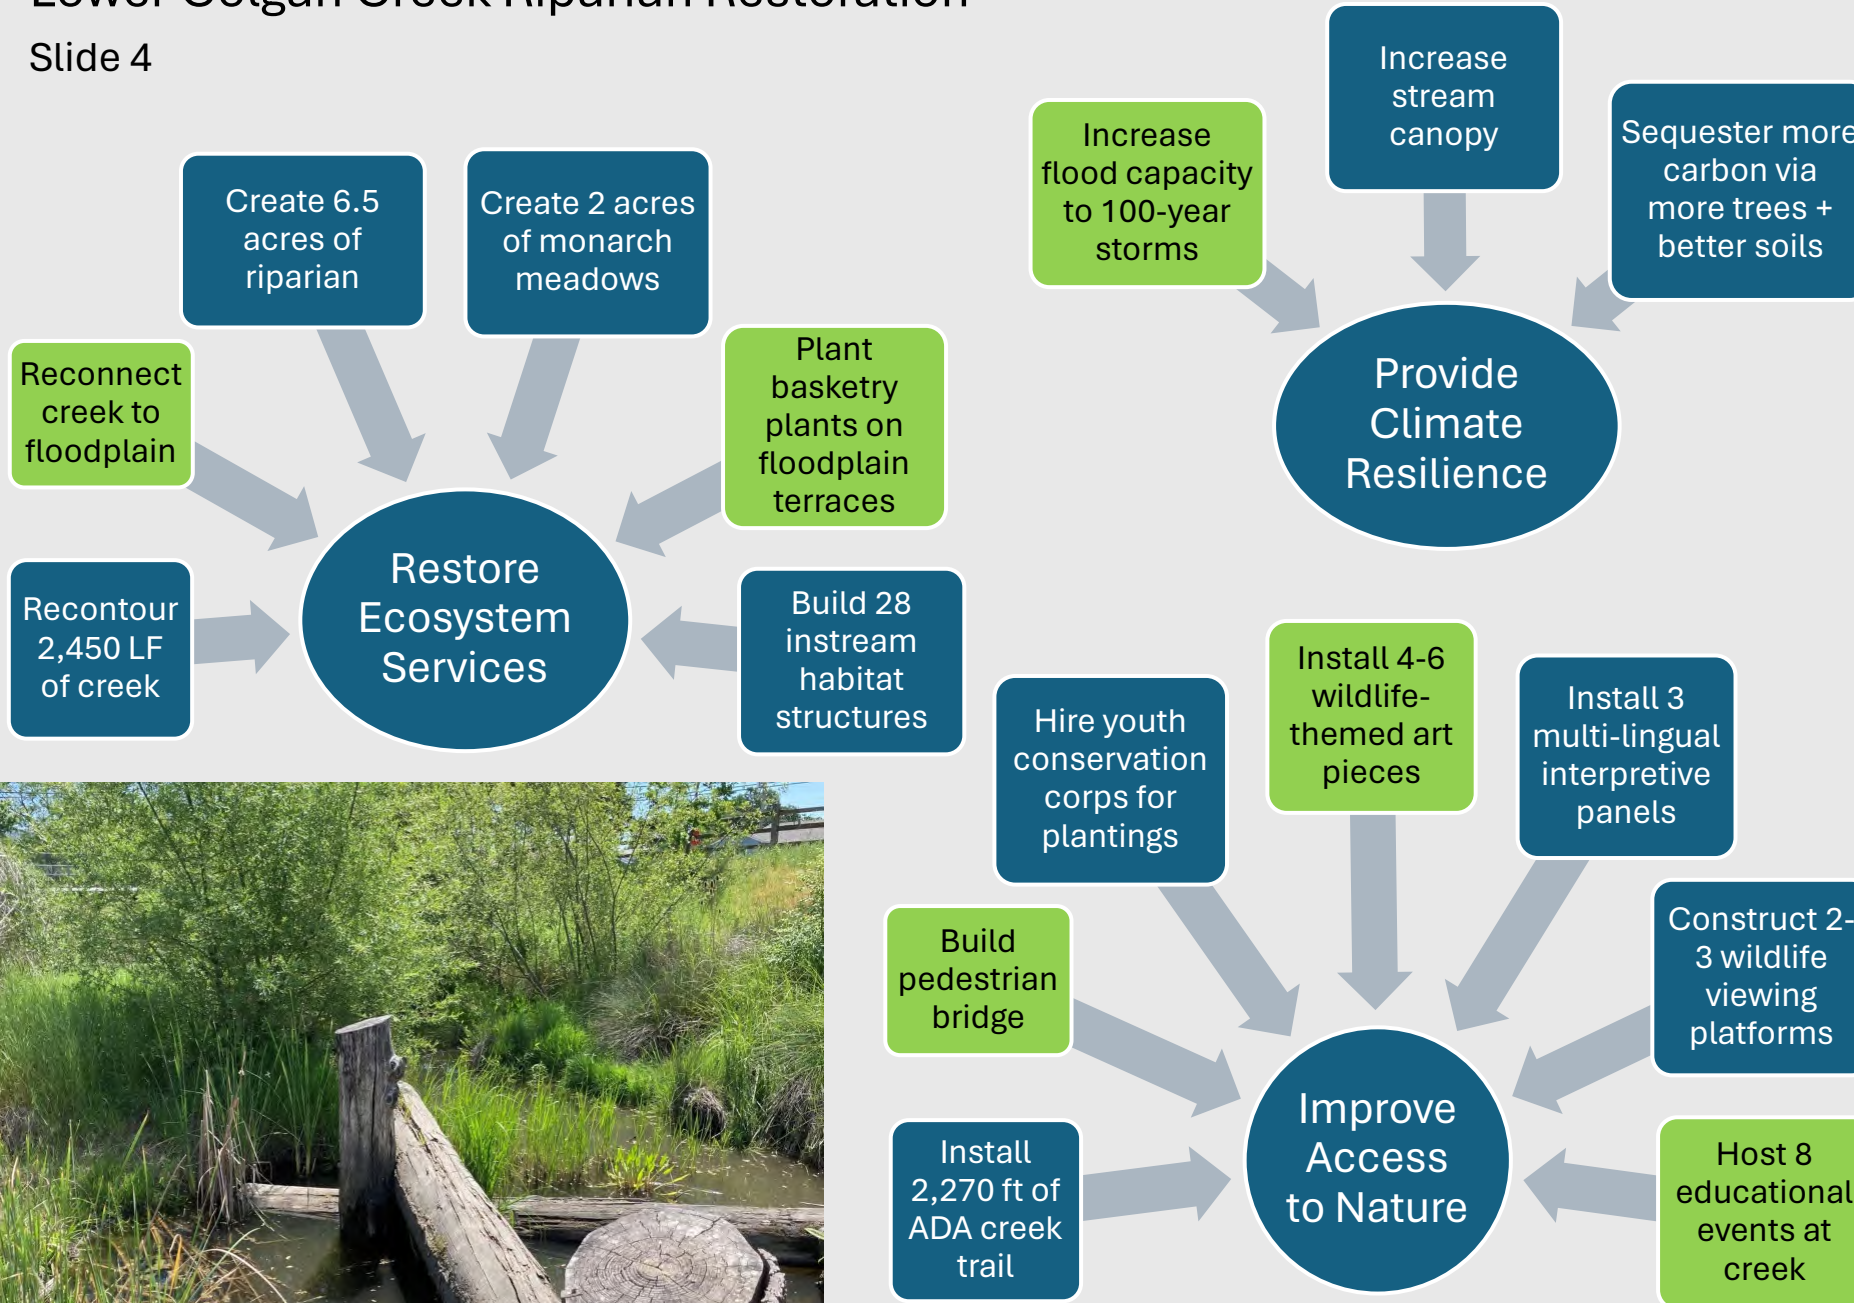 Lower Colgan Creek Riparian Restoration
Slide 4
Reconnect
creek to
floodplain
Create 6.5
acres of
riparian
Create 2 acres
of monarch
meadows
Plant
basketry
plants on
floodplain
terraces
Recontour
2,450 LF
of creek
Build 28
instream
habitat
structures
Restore
Ecosystem
Services
Increase
flood capacity
to 100-year
storms
Increase
stream
canopy
Sequester more
carbon via
more trees +
better soils
Provide
Climate
Resilience
Install
2,270 ft of
ADA creek
trail
Build
pedestrian
bridge
Hire youth
conservation
corps for
plantings
Install 4-6
wildlife-
themed art
pieces
Install 3
multi-lingual
interpretive
panels
Construct 2-
3 wildlife
viewing
platforms
Host 8
educational
events at
creek
Improve
Access
to Nature